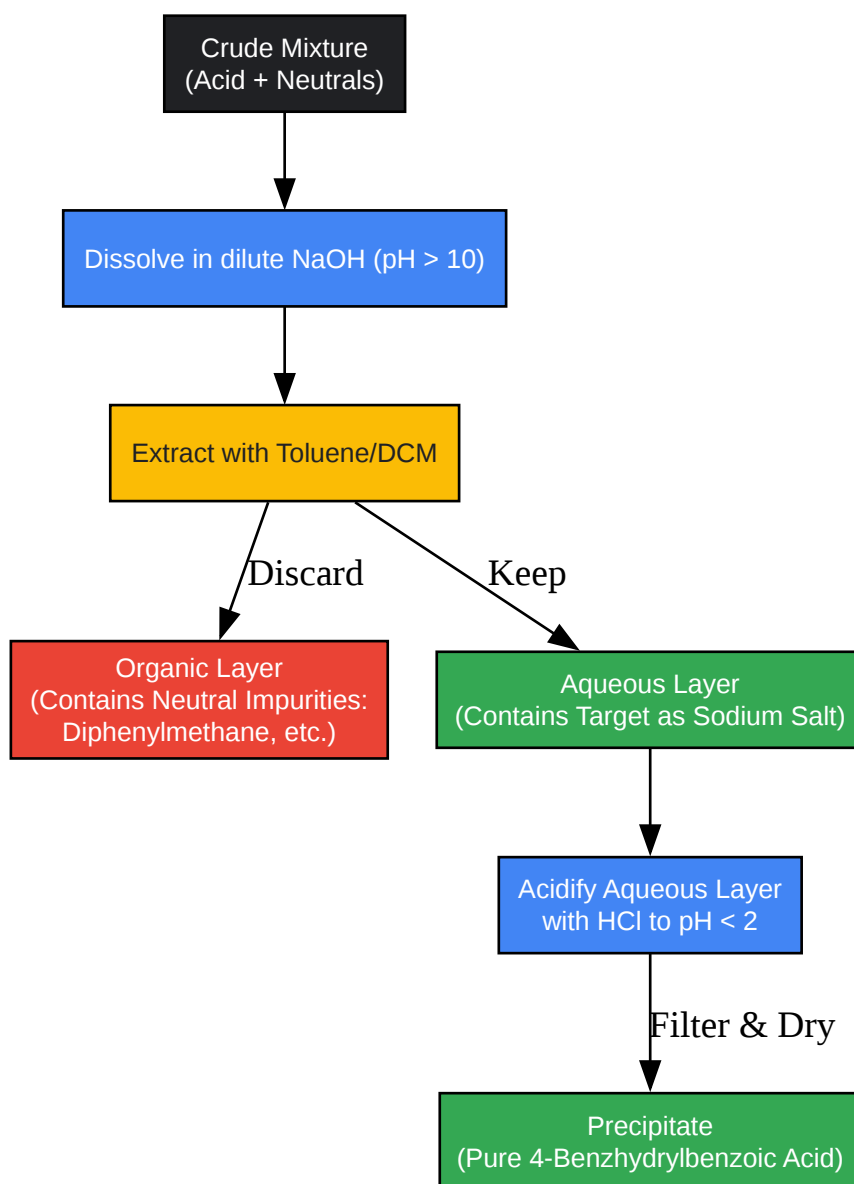 Crude Mixture
(Acid + Neutrals)
Dissolve in dilute NaOH (pH > 10)
Extract with Toluene/DCM
Discard
Keep
Organic Layer
(Contains Neutral Impurities:
Diphenylmethane, etc.)
Aqueous Layer
(Contains Target as Sodium Salt)
Acidify Aqueous Layer
with HCl to pH < 2
Filter & Dry
Precipitate
(Pure 4-Benzhydrylbenzoic Acid)